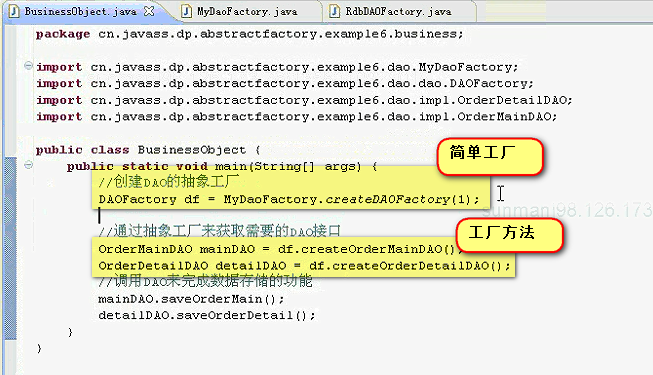 BusinessObject.java
MyDaoFactory.java
RdbDAOFactory.java
package cn.javass.dp.abstractfactory.example6.business;
import cn.javass.dp.abstractfactory.example6.dao.MyDaoFactory;
import cn.javass.dp.abstractfactory.example6.dao.dao.DAOFactory;
import cn.javass.dp.abstractfactory.example6.dao.impl.OrderDetailDAO;
import cn.javass.dp.abstractfactory.example6.dao.impl.OrderMainDAO;
public class BusinessObject {
public static void main(String[] args) {
简单工厂
//创建DAO的抽象工厂
DAOFactory df = MyDaoFactory.createDAOFactory(1);
//通过抽象工厂来获取需要的DAO接口
工厂方法
OrderMainDAO mainDAO = df.createOrderMainDAO();
OrderDetailDAO detailDAO = df.createOrderDetailDAO();
//调用DAO来完成数据存储的功能
mainDAO.saveOrderMain();
detailDAO.saveOrderDetail();
}
}